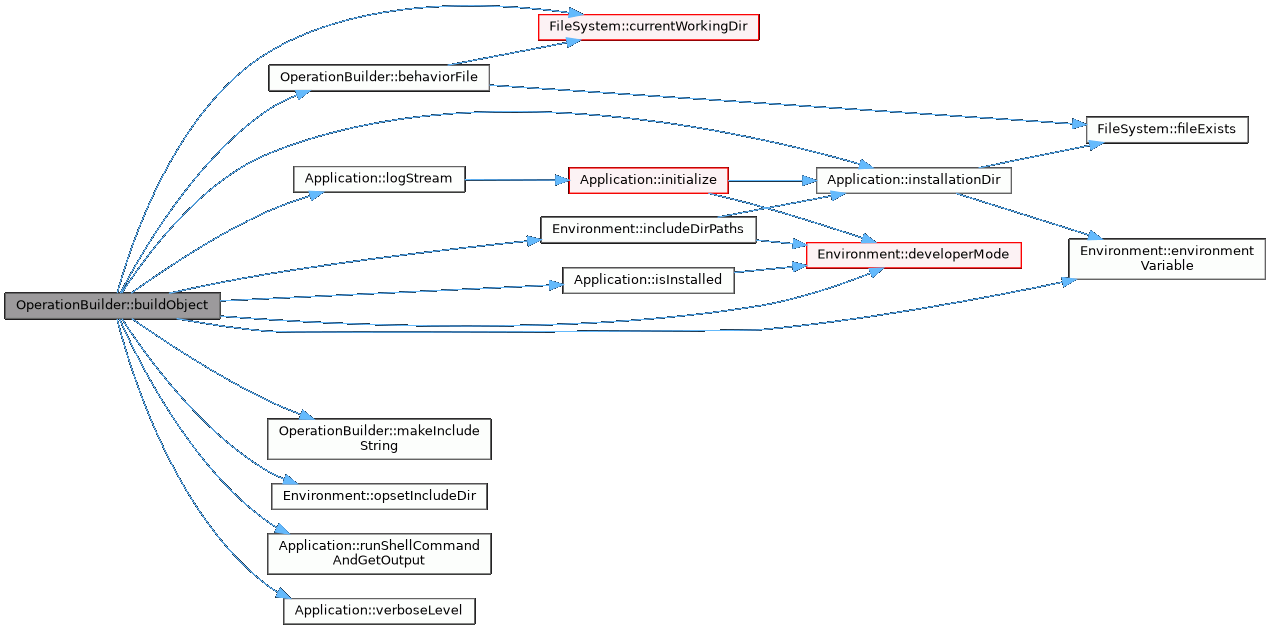 FileSystem::currentWorkingDir
OperationBuilder::behaviorFile
FileSystem::fileExists
Application::logStream
Application::initialize
Application::installationDir
Environment::includeDirPaths
Environment::developerMode
Environment::environment
Variable
Application::isInstalled
OperationBuilder::buildObject
OperationBuilder::makeInclude
String
Environment::opsetIncludeDir
Application::runShellCommand
AndGetOutput
Application::verboseLevel